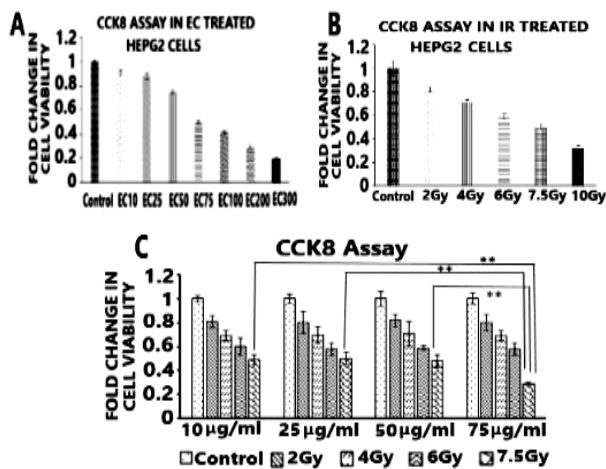 A
CCK8 ASSAY IN EC TREATED
HEPG2 CELLS
FOLD CHANGE IN
CELL VIABILITY
1.2
1
0.8
0.6
0.4
0.2
0
Control EC10 EC25 EC50 EC75 EC100 EC200 EC300
B
CCK8 ASSAY IN IR TREATED
HEPG2 CELLS
FOLD CHANGE IN
CELL VIABILITY
1.2
1
0.8
0.6
0.4
0.2
0
Control 2Gy 4Gy 6Gy 7.5Gy 10Gy
C
CCK8 Assay
FOLD CHANGE IN
CELL VIABILITY
1.2
1
0.8
0.6
0.4
0.2
0
**
**
**
10µg/ml 25µg/ml 50µg/ml 75µg/ml
Control 2Gy 4Gy 6Gy 7.5Gy